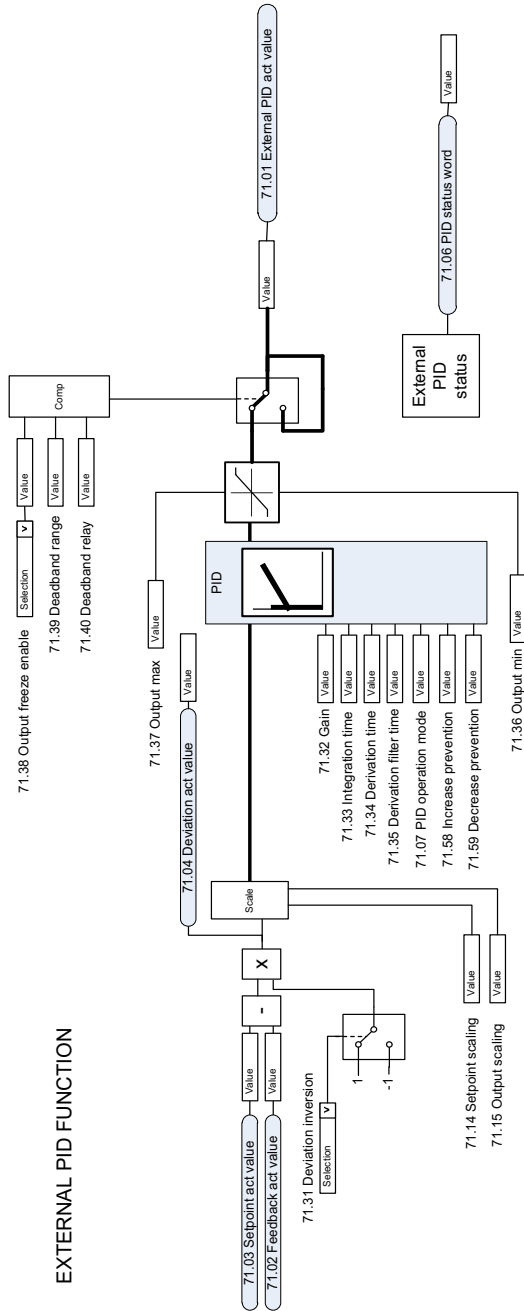 EXTERNAL PID FUNCTION
71.03 Setpoint act value
Value
71.02 Feedback act value
Value
-
X
71.31 Deviation inversion
Selection
v
1
-1
71.04 Deviation act value
Value
Scale
71.14 Setpoint scaling
Value
71.15 Output scaling
Value
PID
71.32 Gain
Value
71.33 Integration time
Value
71.34 Derivation time
Value
71.35 Derivation filter time
Value
71.07 PID operation mode
Value
71.58 Increase prevention
Value
71.59 Decrease prevention
Value
71.37 Output max
Value
71.36 Output min
Value
71.38 Output freeze enable
Selection
v
Value
71.39 Deadband range
Value
71.40 Deadband relay
Value
Comp
Value
71.01 External PID act value
External
PID
status
71.06 PID status word
Value